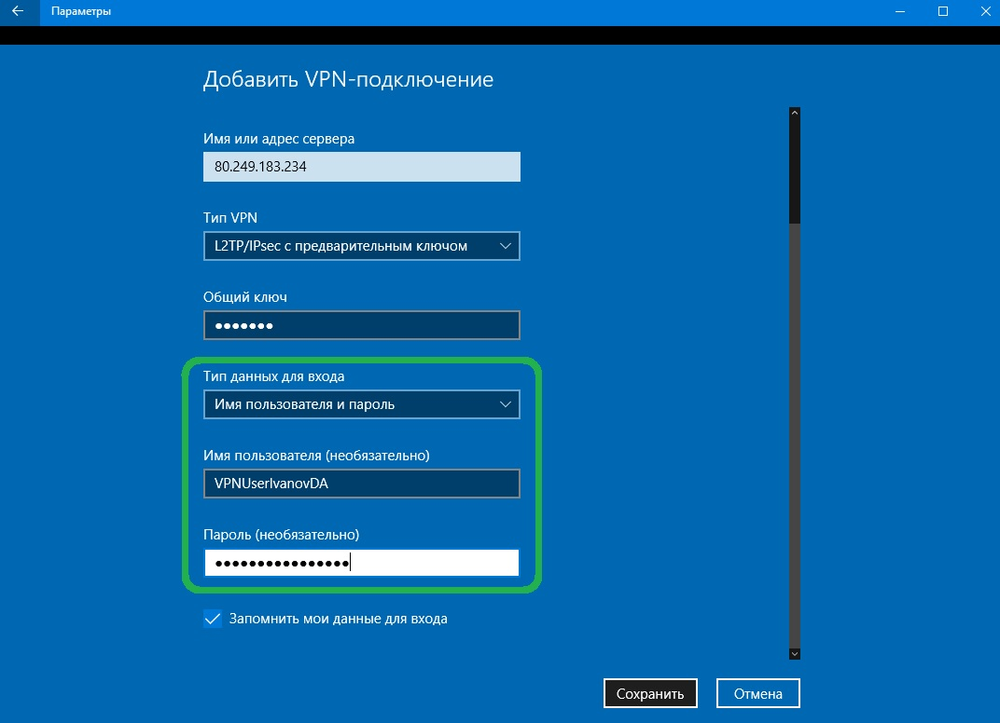 Параметры
Добавить VPN-подключение
Имя или адрес сервера
80.249.183.234
Тип VPN
L2TP/IPsec с предварительным ключом
Общий ключ
●●●●●●●
Тип данных для входа
Имя пользователя и пароль
Имя пользователя (необязательно)
VPNUserIvanovDA
Пароль (необязательно)
●●●●●●●●●●●●●●●●
Запомнить мои данные для входа
Сохранить
Отмена